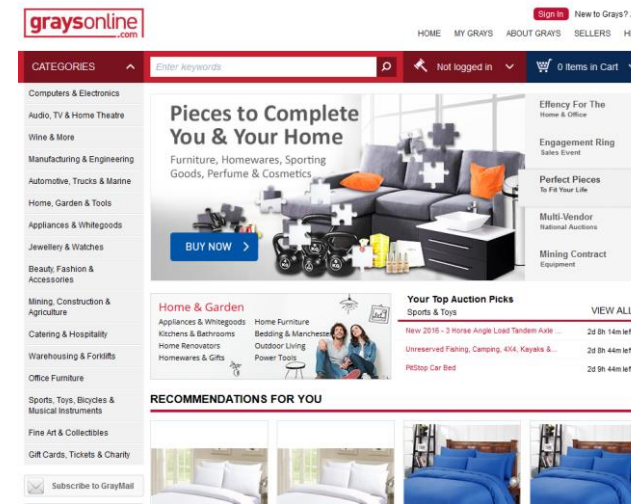 graysonline
.com
Sign In New to Grays?
HOME MY GRAYS ABOUT GRAYS SELLERS
CATEGORIES
Enter keywords
Not logged in
0 Items in Cart
Computers & Electronics
Audio, TV & Home Theatre
Wine & More
Manufacturing & Engineering
Automotive, Trucks & Marine
Home, Garden & Tools
Appliances & Whitegoods
Jewellery & Watches
Beauty, Fashion &
Accessories
Mining, Construction &
Agriculture
Catering & Hospitality
Warehousing & Forklifts
Office Furniture
Sports, Toys, Bicycles &
Musical Instruments
Fine Art & Collectibles
Gift Cards, Tickets & Charity
Subscribe to GrayMail
Pieces to Complete
You & Your Home
Furniture, Homewares, Sporting
Goods, Perfume & Cosmetics
BUY NOW
Effency For The
Home & Office
Engagement Ring
Sales Event
Perfect Pieces
To Fit Your Life
Multi-Vendor
National Auctions
Mining Contract
Equipment
Home & Garden
Appliances & Whitegoods Home Furniture
Kitchens & Bathrooms Bedding & Manchester
Home Renovators Outdoor Living
Homewares & Gifts Power Tools
Your Top Auction Picks
Sports & Toys VIEW ALL
New 2016 - 3 Horse Angle Load Tandem Axle ... 2d 8h 14m left
Unreserved Fishing, Camping, 4X4, Kayaks &... 2d 8h 44m left
PitStop Car Bed 2d 9h 44m left
RECOMMENDATIONS FOR YOU